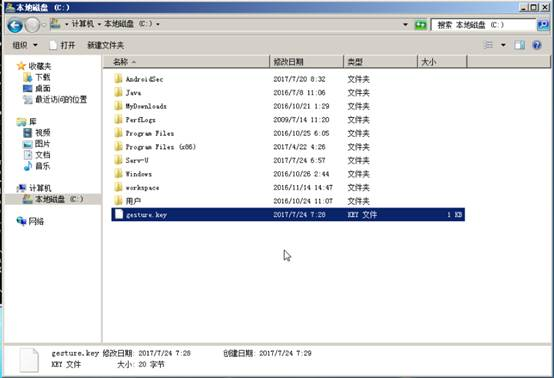 本地磁盘 (C:)
计算机 本地磁盘 (C:)
搜索 本地磁盘 (C:)
组织 打开 新建文件夹
名称 修改日期 类型 大小
收藏夹
下载
桌面
最近访问的位置
库
视频
图片
文档
音乐
计算机
本地磁盘 (C:)
网络
AndroidSec 2017/7/20 8:32 文件夹
Java 2016/7/8 11:06 文件夹
MyDownloads 2016/10/21 1:29 文件夹
PerfLogs 2009/7/14 11:20 文件夹
Program Files 2016/10/25 6:05 文件夹
Program Files (x86) 2017/4/22 4:26 文件夹
Serv-U 2017/7/24 6:57 文件夹
Windows 2016/10/26 2:44 文件夹
workspace 2016/11/14 14:47 文件夹
用户 2016/10/24 11:07 文件夹
gesture.key 2017/7/24 7:28 KEY 文件 1 KB
gesture.key 修改日期: 2017/7/24 7:28 创建日期: 2017/7/24 7:29
KEY 文件 大小: 20 字节